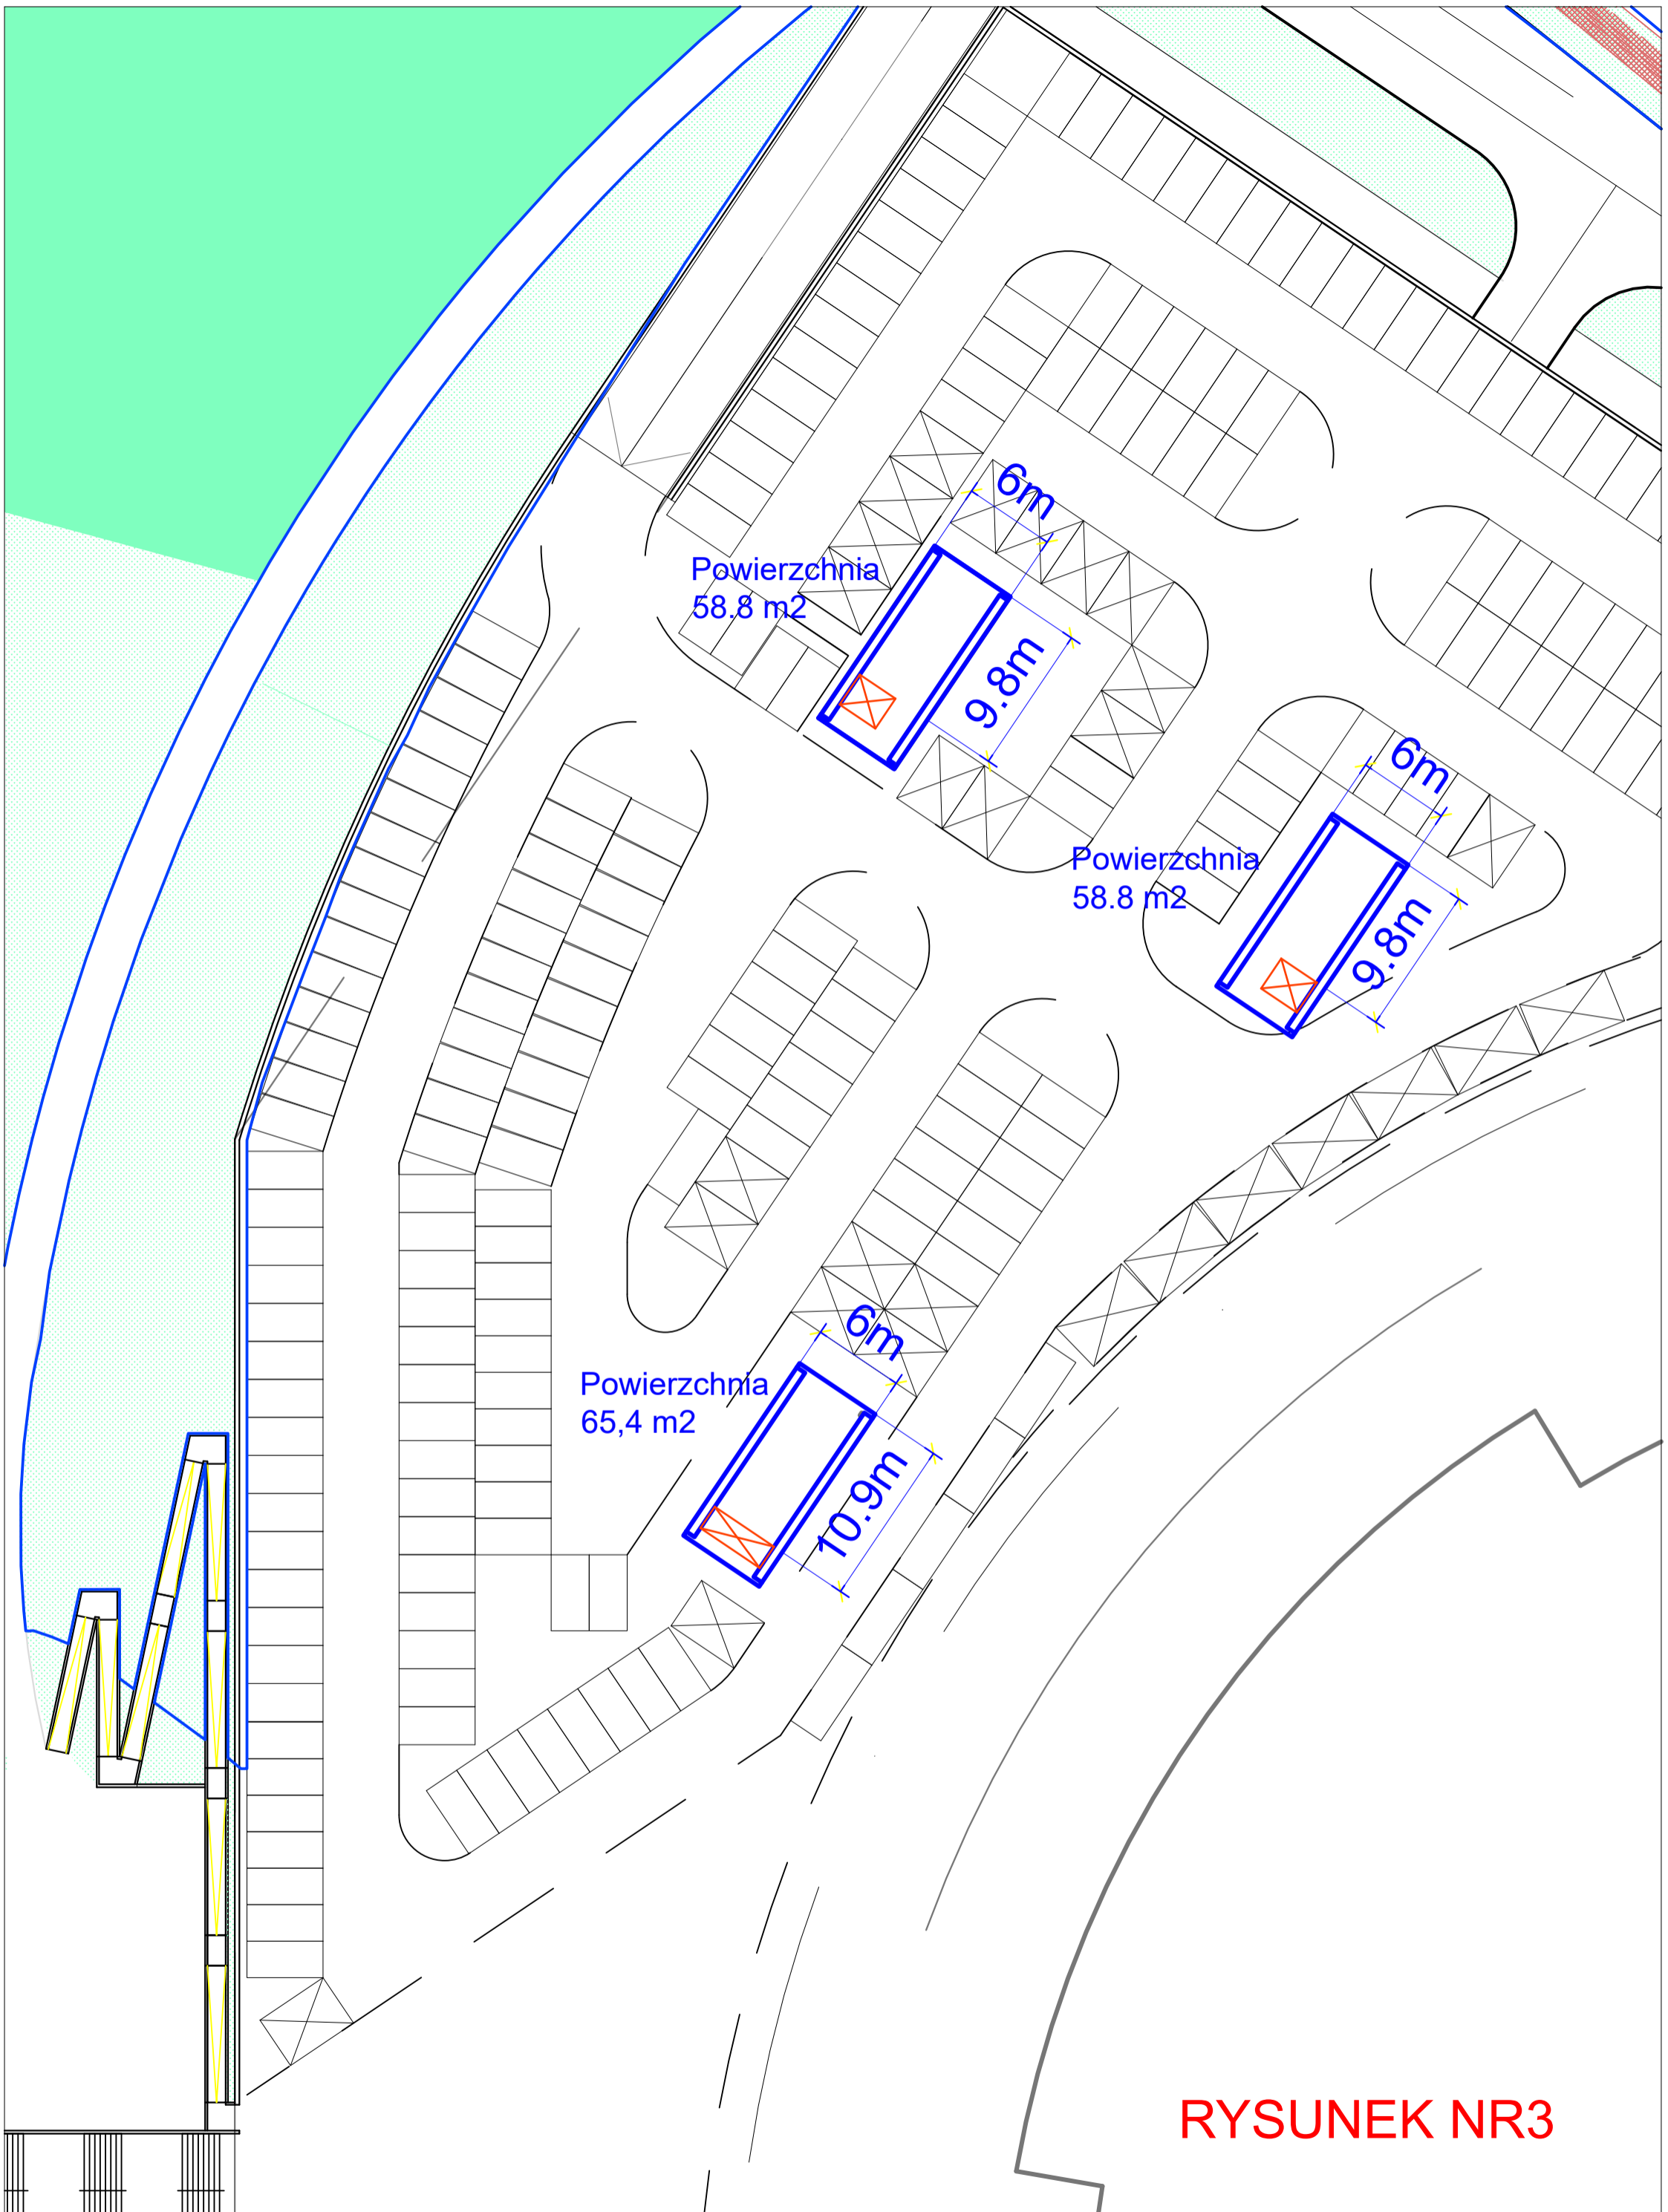 6m
Powierzchnia
58.8 m2
9.8m
6m
Powierzchnia
58.8 m2
9.8m
6m
Powierzchnia
65,4 m2
10.9m
RYSUNEK NR3